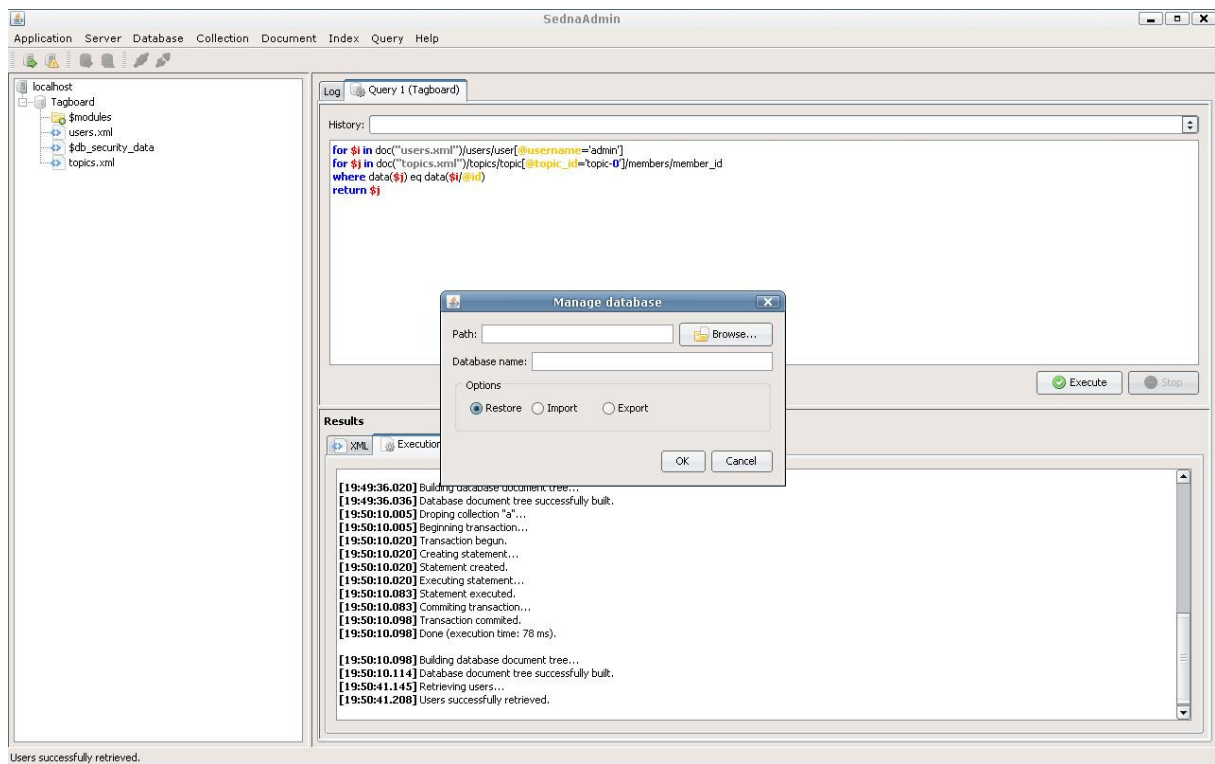 SednaAdmin
Application Server Database Collection Document Index Query Help
localhost
Tagboard
$modules
users.xml
$db_security_data
topics.xml
Log Query 1 (Tagboard)
History:
for $i in doc("users.xml")/users/user[@username='admin']
for $j in doc("topics.xml")/topics/topic[@topic_id='topic-0']/members/member_id
where data($j) eq data($i/@id)
return $j
Manage database
Path: Browse...
Database name:
Options
Restore Import Export
OK Cancel
Execute Stop
Results
XML Execution
[19:49:36.020] Building database document tree...
[19:49:36.036] Database document tree successfully built.
[19:50:10.005] Droping collection "a"...
[19:50:10.005] Beginning transaction...
[19:50:10.020] Transaction begun.
[19:50:10.020] Creating statement...
[19:50:10.020] Statement created.
[19:50:10.020] Executing statement...
[19:50:10.083] Statement executed.
[19:50:10.083] Commiting transaction...
[19:50:10.098] Transaction commited.
[19:50:10.098] Done (execution time: 78 ms).
[19:50:10.098] Building database document tree...
[19:50:10.114] Database document tree successfully built.
[19:50:41.145] Retrieving users...
[19:50:41.208] Users successfully retrieved.
Users successfully retrieved.